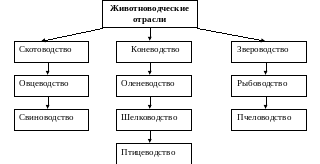 Животноводческие
отрасли
Скотоводство
Коневодство
Звероводство
Овцеводство
Оленеводство
Рыбоводство
Свиноводство
Шелководство
Пчеловодство
Птицеводство